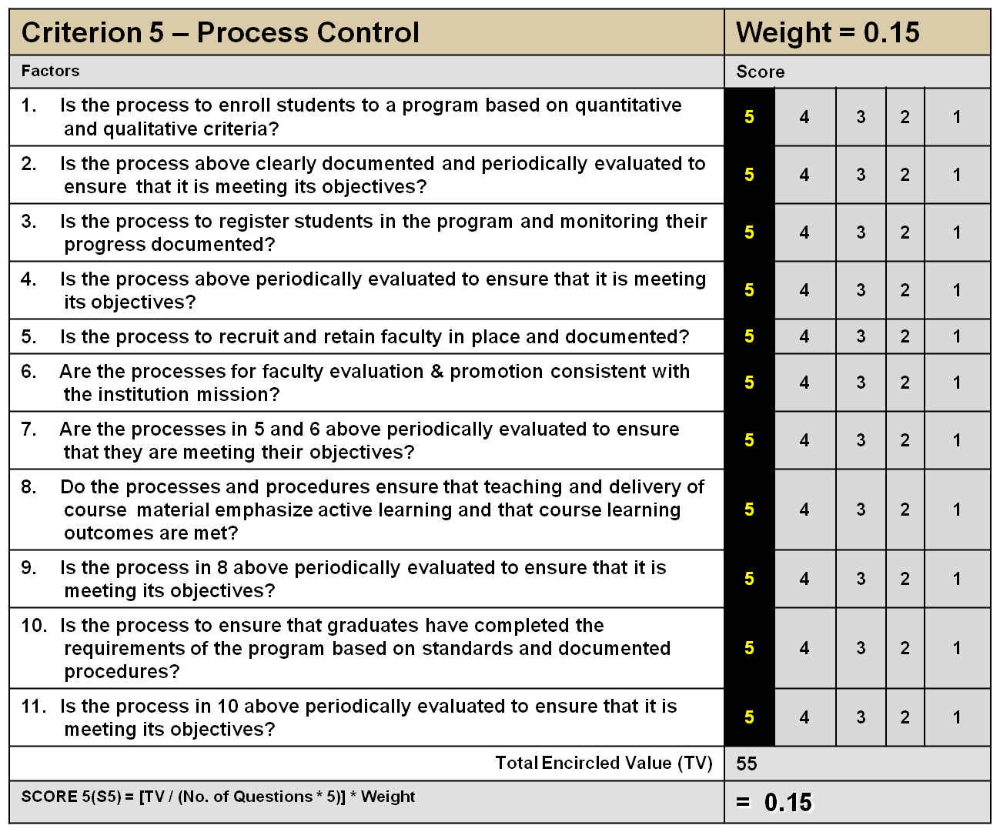 Criterion 5 – Process Control
Weight = 0.15
Factors
Score
1. Is the process to enroll students to a program based on quantitative
and qualitative criteria?
5 4 3 2 1
2. Is the process above clearly documented and periodically evaluated to
ensure that it is meeting its objectives?
5 4 3 2 1
3. Is the process to register students in the program and monitoring their
progress documented?
5 4 3 2 1
4. Is the process above periodically evaluated to ensure that it is meeting
its objectives?
5 4 3 2 1
5. Is the process to recruit and retain faculty in place and documented?
5 4 3 2 1
6. Are the processes for faculty evaluation & promotion consistent with
the institution mission?
5 4 3 2 1
7. Are the processes in 5 and 6 above periodically evaluated to ensure
that they are meeting their objectives?
5 4 3 2 1
8. Do the processes and procedures ensure that teaching and delivery of
course material emphasize active learning and that course learning
outcomes are met?
5 4 3 2 1
9. Is the process in 8 above periodically evaluated to ensure that it is
meeting its objectives?
5 4 3 2 1
10. Is the process to ensure that graduates have completed the
requirements of the program based on standards and documented
procedures?
5 4 3 2 1
11. Is the process in 10 above periodically evaluated to ensure that it is
meeting its objectives?
5 4 3 2 1
Total Encircled Value (TV)
55
SCORE 5(S5) = [TV / (No. of Questions * 5)] * Weight
= 0.15